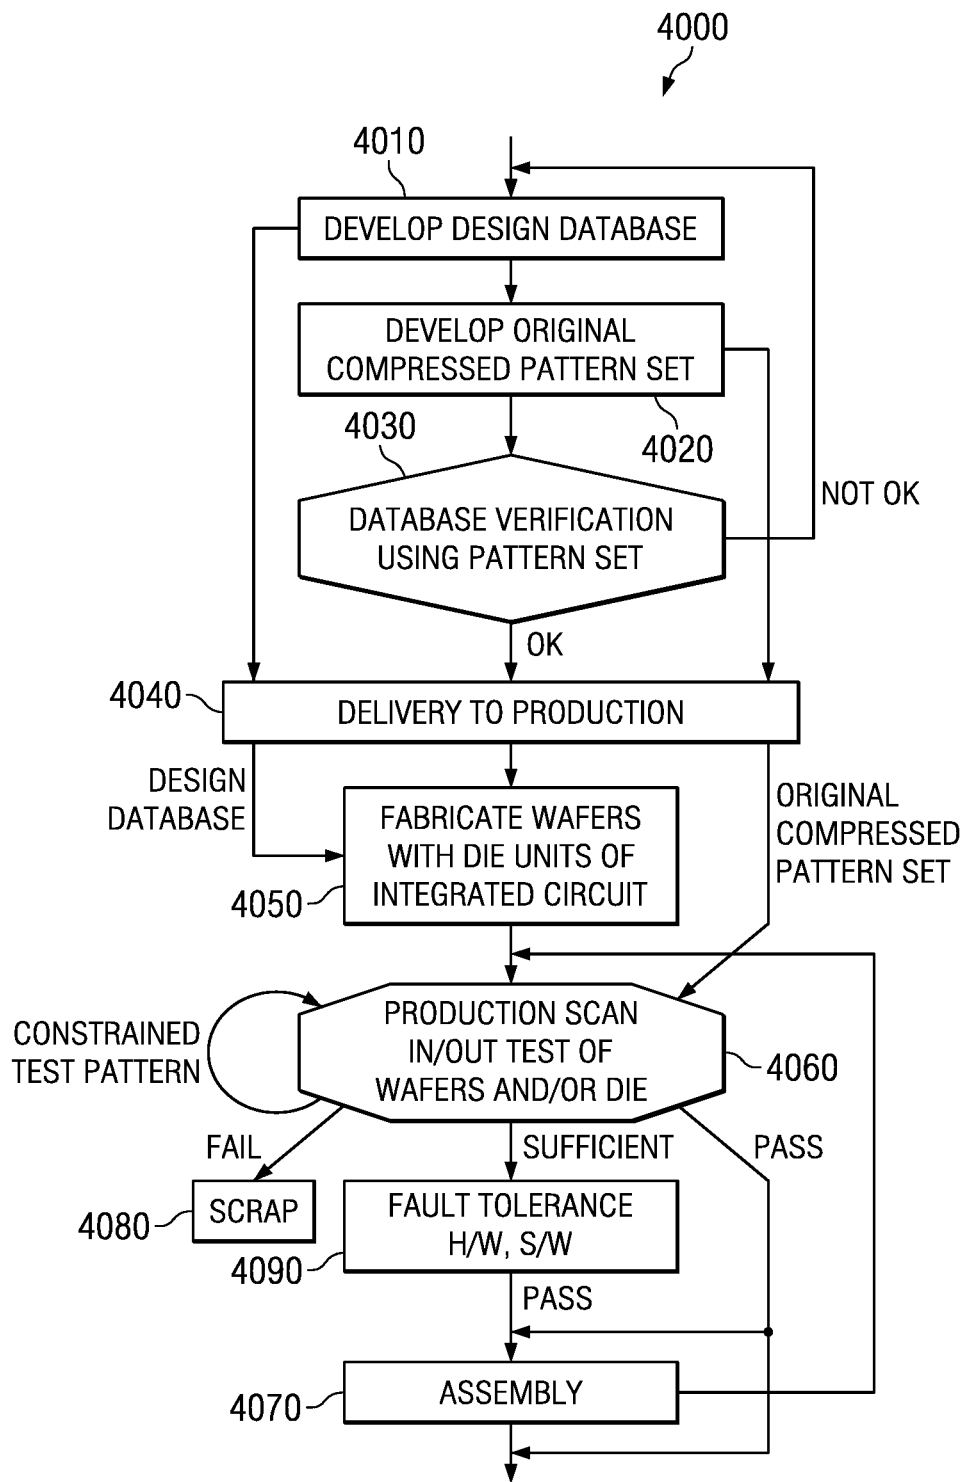 4000
4010
DEVELOP DESIGN DATABASE
DEVELOP ORIGINAL
COMPRESSED PATTERN SET
4030
4020
NOT OK
DATABASE VERIFICATION
USING PATTERN SET
OK
4040
DELIVERY TO PRODUCTION
DESIGN
DATABASE
ORIGINAL
COMPRESSED
PATTERN SET
FABRICATE WAFERS
WITH DIE UNITS OF
INTEGRATED CIRCUIT
4050
CONSTRAINED
TEST PATTERN
PRODUCTION SCAN
IN/OUT TEST OF
WAFERS AND/OR DIE
4060
FAIL
SUFFICIENT
PASS
SCRAP
4080
FAULT TOLERANCE
H/W, S/W
4090
PASS
ASSEMBLY
4070